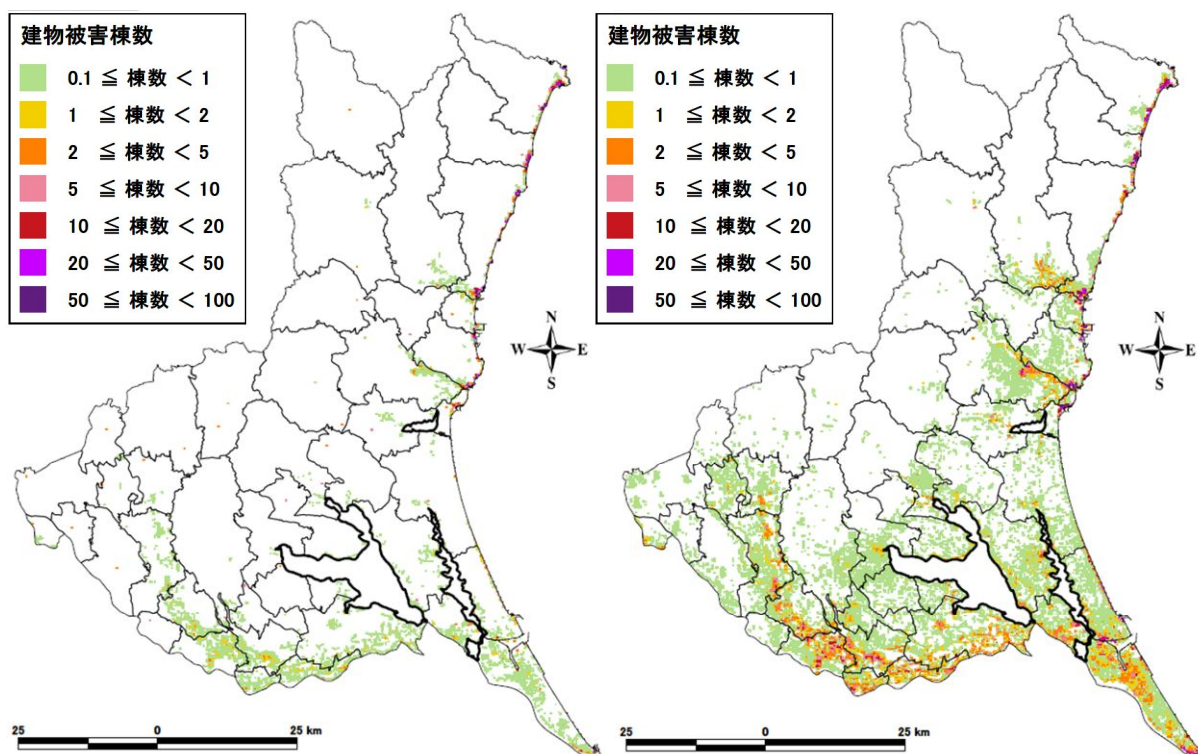 建物被害棟数
0.1 ≦ 棟数 < 1
1 ≦ 棟数 < 2
2 ≦ 棟数 < 5
5 ≦ 棟数 < 10
10 ≦ 棟数 < 20
20 ≦ 棟数 < 50
50 ≦ 棟数 < 100
N
W E
S
25 0 25 km
建物被害棟数
0.1 ≦ 棟数 < 1
1 ≦ 棟数 < 2
2 ≦ 棟数 < 5
5 ≦ 棟数 < 10
10 ≦ 棟数 < 20
20 ≦ 棟数 < 50
50 ≦ 棟数 < 100
N
W E
S
25 0 25 km